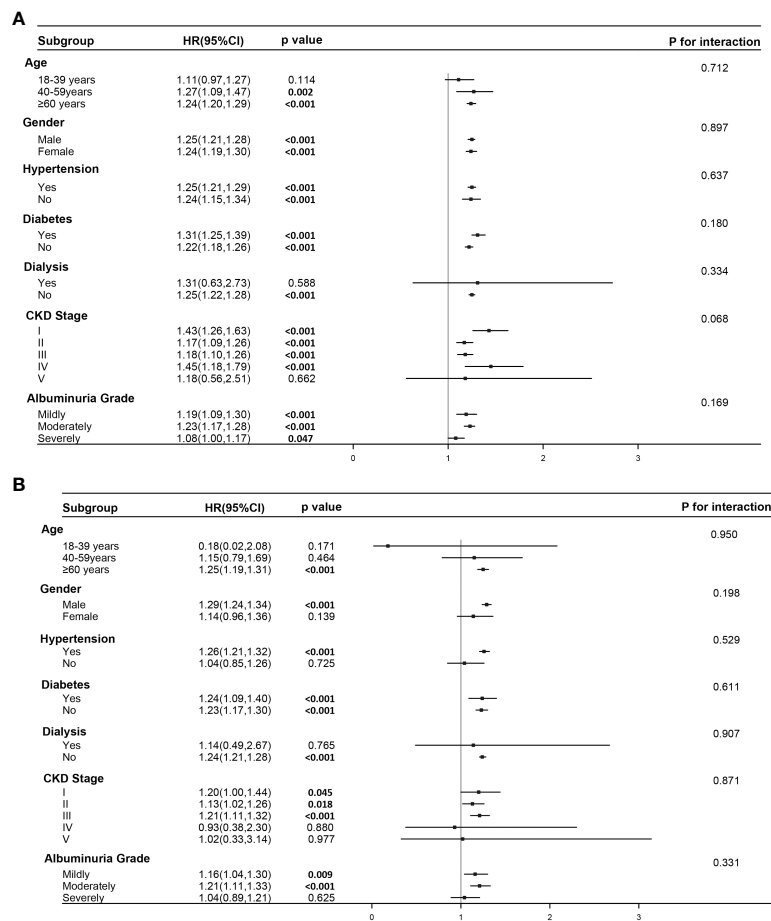 A
Subgroup HR(95%CI) p value P for interaction
Age 0.712
18-39 years 1.11(0.97,1.27) 0.114
40-59years 1.27(1.09,1.47) 0.002
≥60 years 1.24(1.20,1.29) <0.001
Gender 0.897
Male 1.25(1.21,1.28) <0.001
Female 1.24(1.19,1.30) <0.001
Hypertension 0.637
Yes 1.25(1.21,1.29) <0.001
No 1.24(1.15,1.34) <0.001
Diabetes 0.180
Yes 1.31(1.25,1.39) <0.001
No 1.22(1.18,1.26) <0.001
Dialysis 0.334
Yes 1.31(0.63,2.73) 0.588
No 1.25(1.22,1.28) <0.001
CKD Stage 0.068
I 1.43(1.26,1.63) <0.001
II 1.17(1.09,1.26) <0.001
III 1.18(1.10,1.26) <0.001
IV 1.45(1.18,1.79) <0.001
V 1.18(0.56,2.51) 0.662
Albuminuria Grade 0.169
Mildly 1.19(1.09,1.30) <0.001
Moderately 1.23(1.17,1.28) <0.001
Severely 1.08(1.00,1.17) 0.047
0 1 2 3
B
Subgroup HR(95%CI) p value P for interaction
Age 0.950
18-39 years 0.18(0.02,2.08) 0.171
40-59years 1.15(0.79,1.69) 0.464
≥60 years 1.25(1.19,1.31) <0.001
Gender 0.198
Male 1.29(1.24,1.34) <0.001
Female 1.14(0.96,1.36) 0.139
Hypertension 0.529
Yes 1.26(1.21,1.32) <0.001
No 1.04(0.85,1.26) 0.725
Diabetes 0.611
Yes 1.24(1.09,1.40) <0.001
No 1.23(1.17,1.30) <0.001
Dialysis 0.907
Yes 1.14(0.49,2.67) 0.765
No 1.24(1.21,1.28) <0.001
CKD Stage 0.871
I 1.20(1.00,1.44) 0.045
II 1.13(1.02,1.26) 0.018
III 1.21(1.11,1.32) <0.001
IV 0.93(0.38,2.30) 0.880
V 1.02(0.33,3.14) 0.977
Albuminuria Grade 0.331
Mildly 1.16(1.04,1.30) 0.009
Moderately 1.21(1.11,1.33) <0.001
Severely 1.04(0.89,1.21) 0.625
0 1 2 3